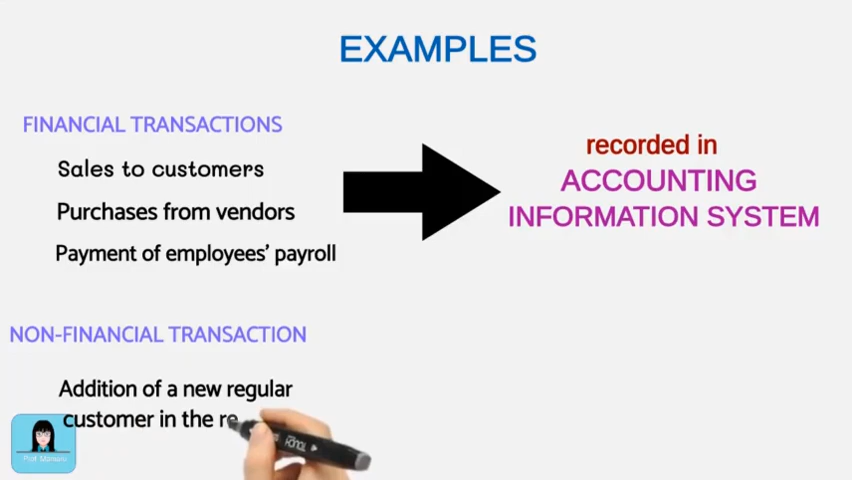 EXAMPLES
FINANCIAL TRANSACTIONS
Sales to customers
Purchases from vendors
Payment of employees' payroll
recorded in
ACCOUNTING
INFORMATION SYSTEM
NON-FINANCIAL TRANSACTION
Addition of a new regular
customer in the re